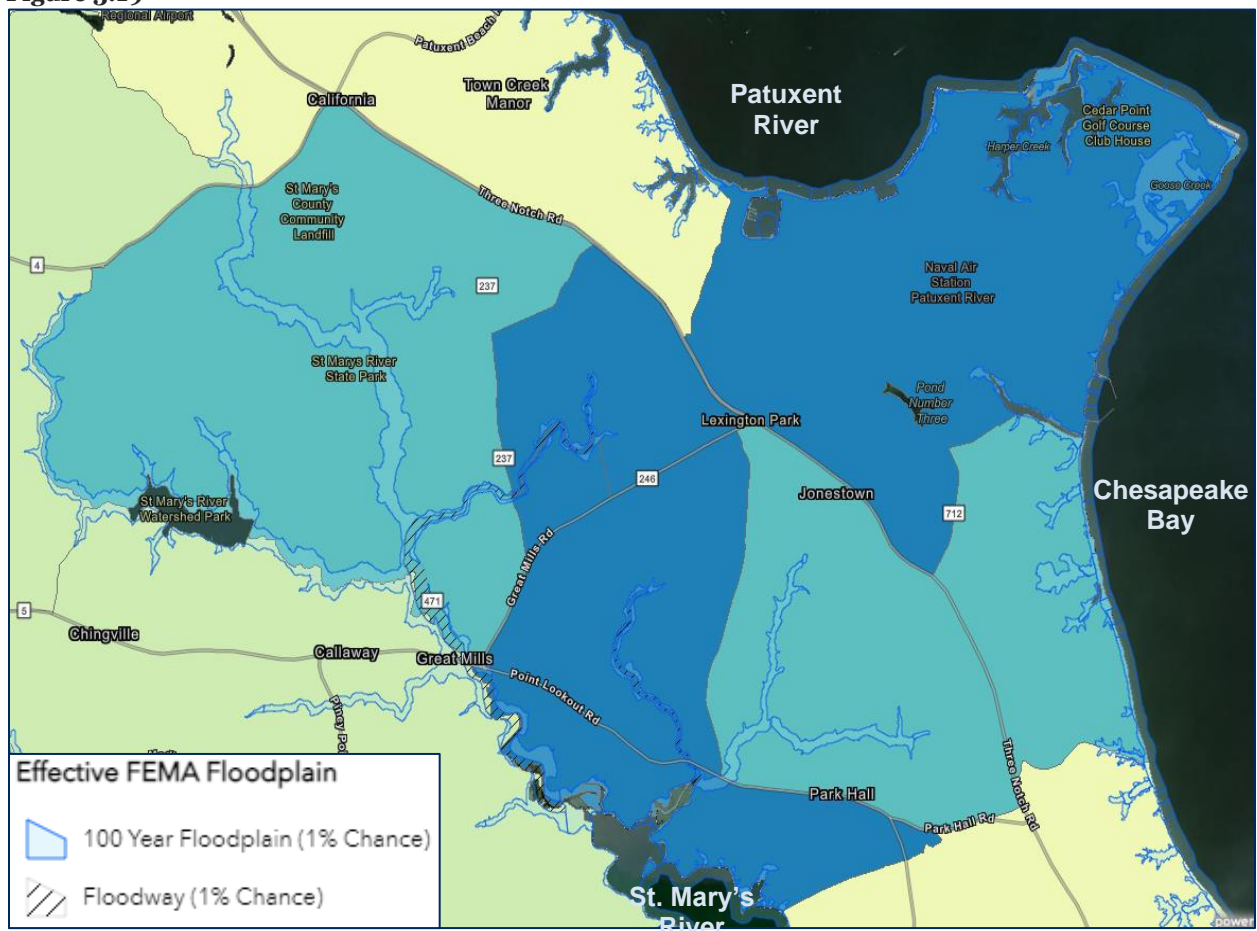 Regional Airport
Patuxent Beach
California
Town Creek
Manor
Patuxent
River
Cedar Point
Golf Course
Club House
Harper Creek
Goose Creek
St Mary's
County
Community
Landfill
Three Notch Rd
4
237
Naval Air
Station
Patuxent River
St Marys River
State Park
Pond
Number
Three
Lexington Park
237
246
Jonestown
712
Chesapeake
Bay
St Mary's River
Watershed Park
Great Mills Rd
471
5
Chingville
Callaway
Great Mills
Point Lookout Rd
Three Notch Rd
Piney
Park Hall
Park Hall Rd
St. Mary's
River
Effective FEMA Floodplain
100 Year Floodplain (1% Chance)
Floodway (1% Chance)
power